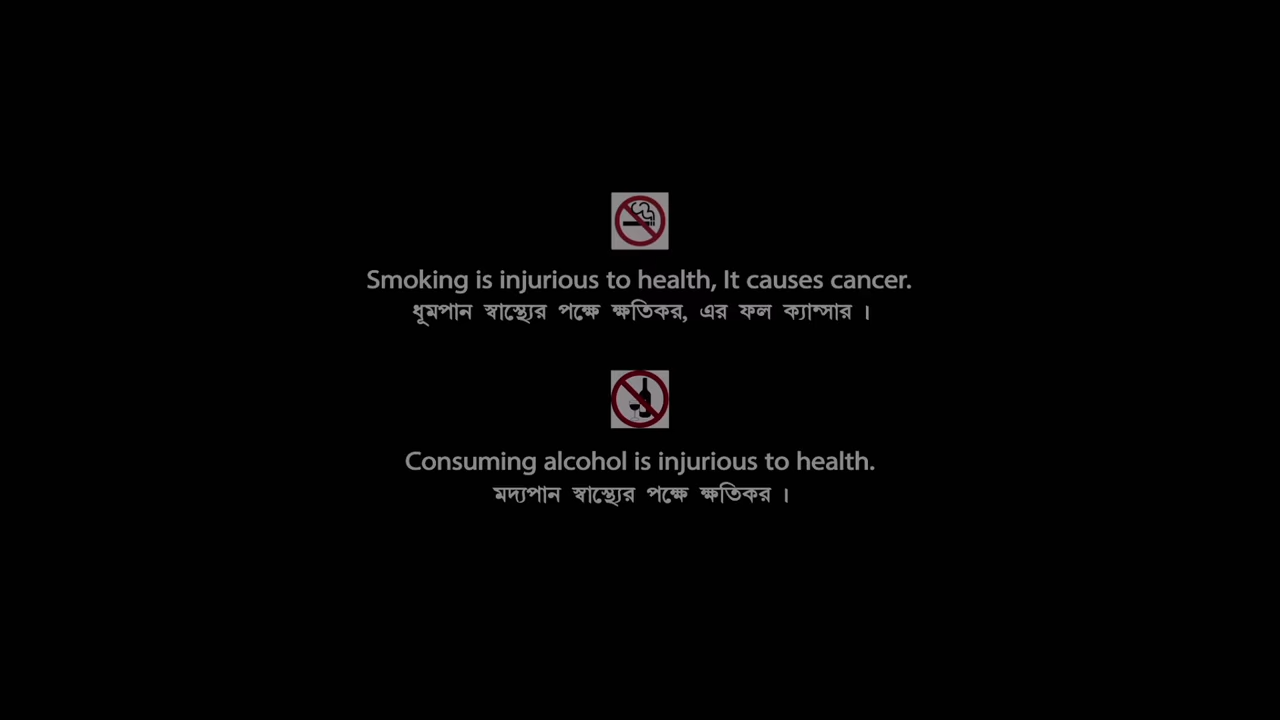 Smoking is injurious to health, It causes cancer.
ধূমপান স্বাস্থ্যের পক্ষে ক্ষতিকর, এর ফল ক্যান্সার ।
Consuming alcohol is injurious to health.
মদ্যপান স্বাস্থ্যের পক্ষে ক্ষতিকর ।